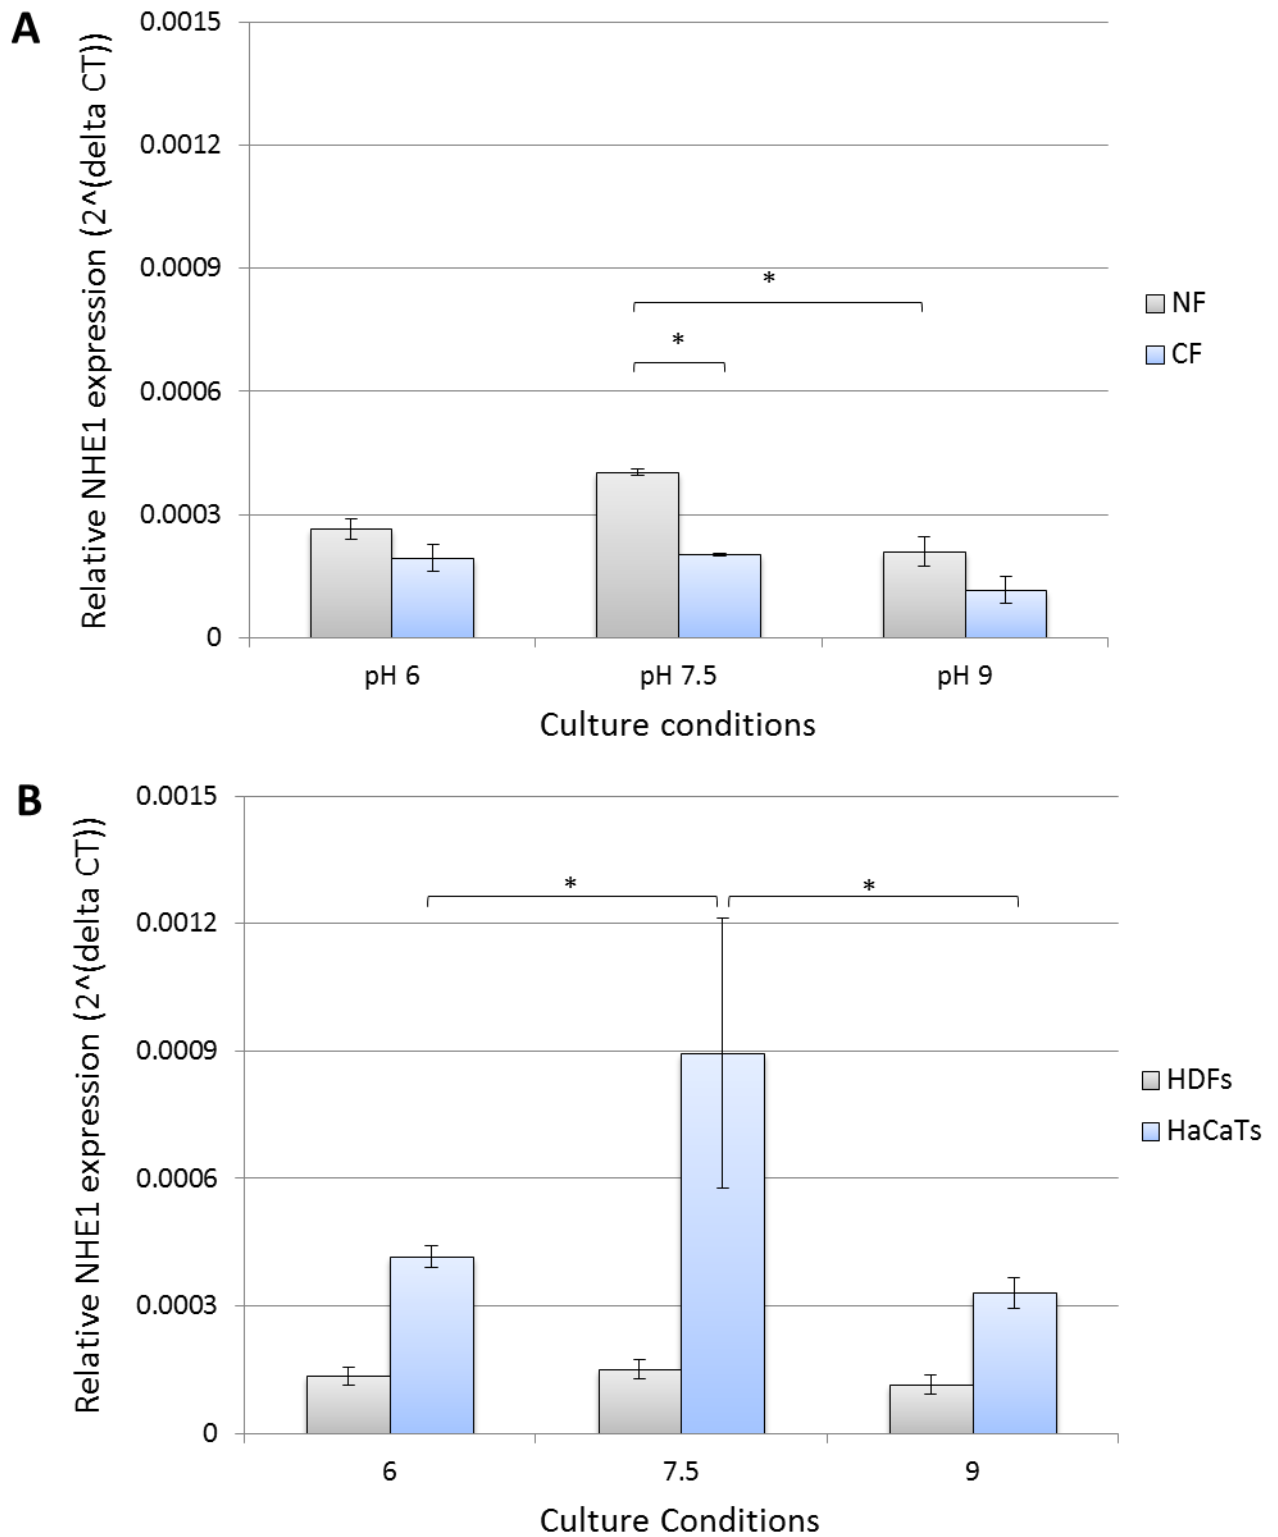 A
Relative NHE1 expression (2^(delta CT))
0.0015
0.0012
0.0009
0.0006
0.0003
0
*
*
NF
CF
pH 6
pH 7.5
pH 9
Culture conditions
B
Relative NHE1 expression (2^(delta CT))
0.0015
0.0012
0.0009
0.0006
0.0003
0
*
*
HDFs
HaCaTs
6
7.5
9
Culture Conditions